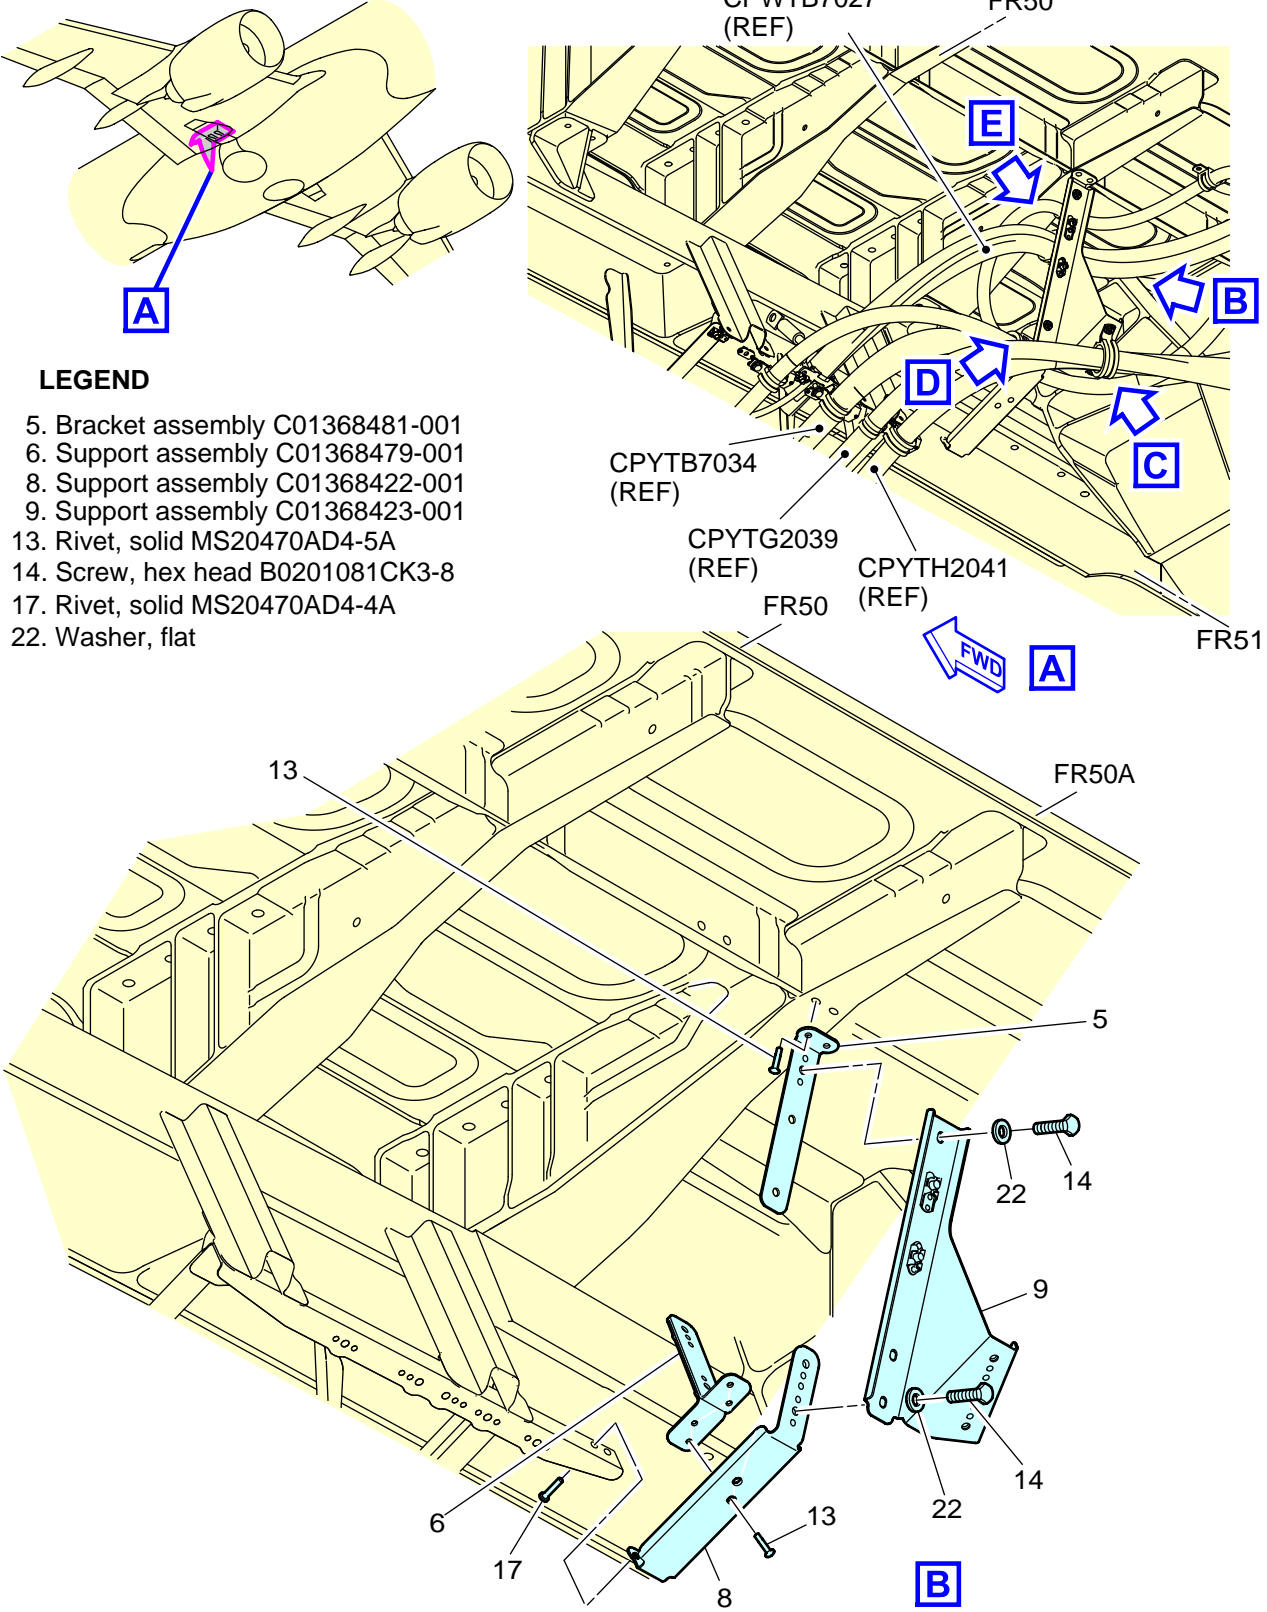 FR50
(REF)
E
B
A
D
C
LEGEND
5. Bracket assembly C01368481-001
6. Support assembly C01368479-001
8. Support assembly C01368422-001
9. Support assembly C01368423-001
13. Rivet, solid MS20470AD4-5A
14. Screw, hex head B0201081CK3-8
17. Rivet, solid MS20470AD4-4A
22. Washer, flat
CPYTB7034
(REF)
CPYTG2039
(REF)
CPYTH2041
(REF)
FR50
FR51
FWD
A
13
FR50A
5
22
14
9
14
22
6
17
13
8
B